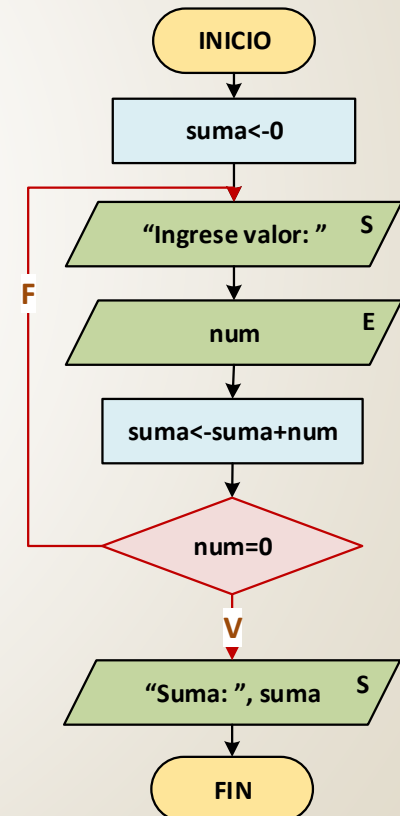 INICIO
suma<-0
“Ingrese valor: ” S
F
num E
suma<-suma+num
num=0
V
“Suma: ”, suma S
FIN